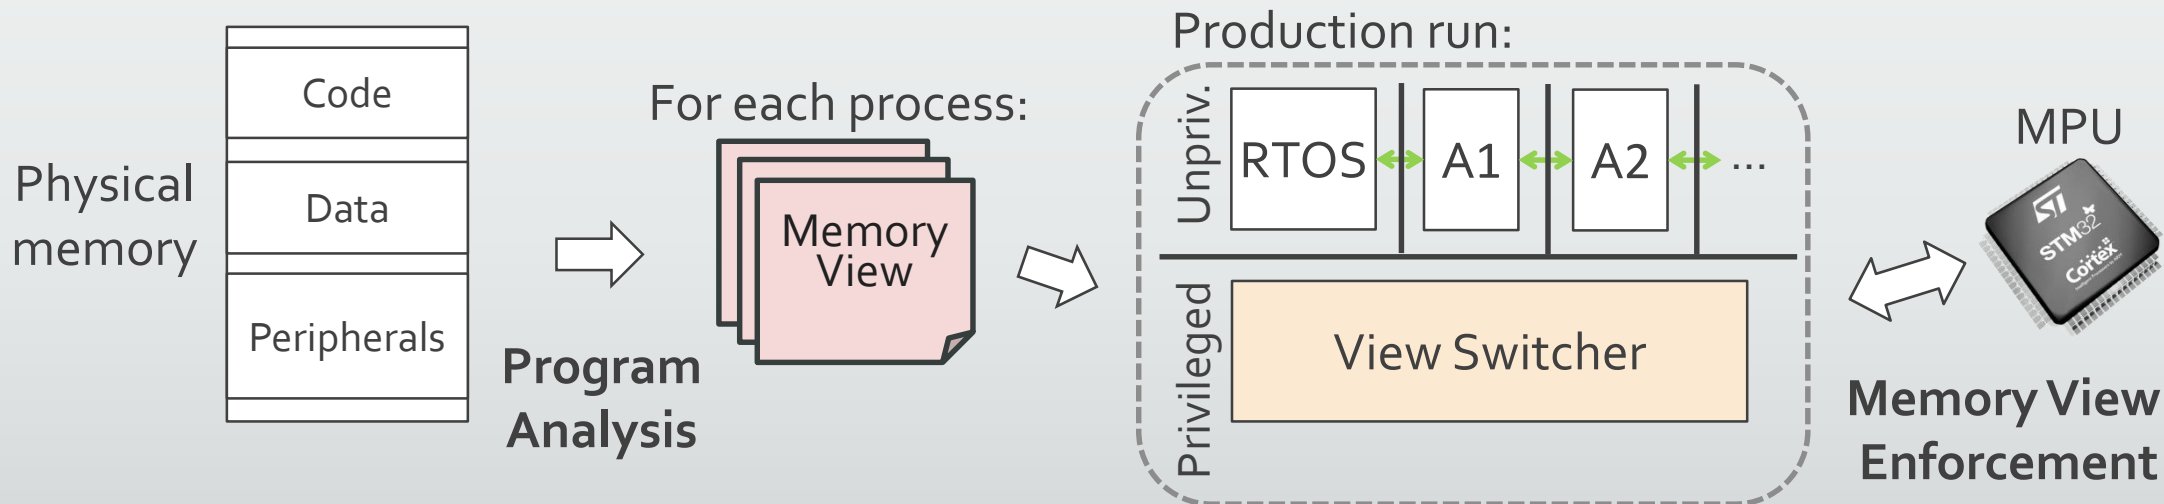 Physical
memory
Code
Data
Peripherals
Program
Analysis
For each process:
Memory
View
Production run:
Unpriv.
RTOS
A1
A2
...
Privileged
View Switcher
MPU
STM32
Cortex
Memory View
Enforcement